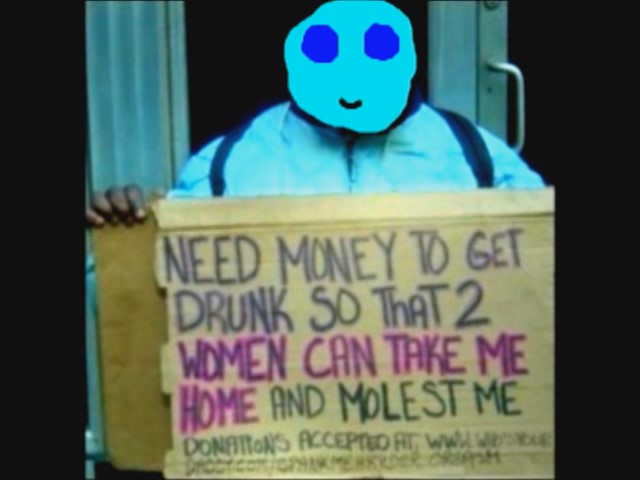 NEED MONEY TO GET
DRUNK SO THAT 2
WOMEN CAN TAKE ME
HOME AND MOLEST ME
DONATIONS ACCEPTED AT WWW.